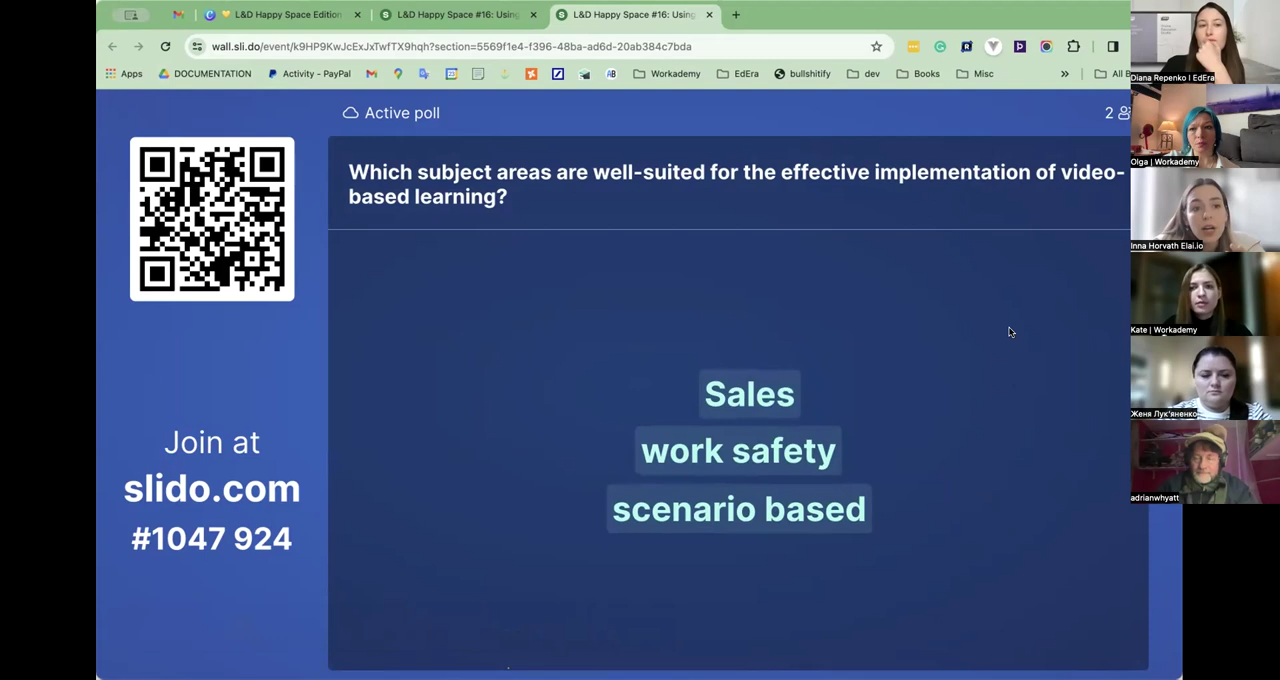 L&D Happy Space Edition
L&D Happy Space #16: Usin
L&D Happy Space #16: Usin
wall.sli.do/event/k9HP9KwJcExJxTwfTX9hqh?section=5569f1e4-f396-48ba-ad6d-20ab384c7bda
Apps
DOCUMENTATION
Activity - PayPal
Workademy
EdEra
bullshitify
dev
Books
Misc
»
All B
Active poll
2
Which subject areas are well-suited for the effective implementation of video-
based learning?
Sales
work safety
scenario based
Join at
slido.com
#1047 924
Diana Repenko I EdEra
Olga | Workademy
Inna Horvath Elai.io
Kate | Workademy
Женя Лук'яненко
adrianwhyatt